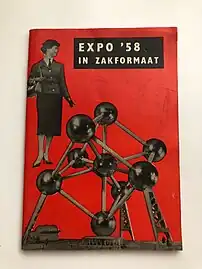 EXPO '58
IN ZAKFORMAAT